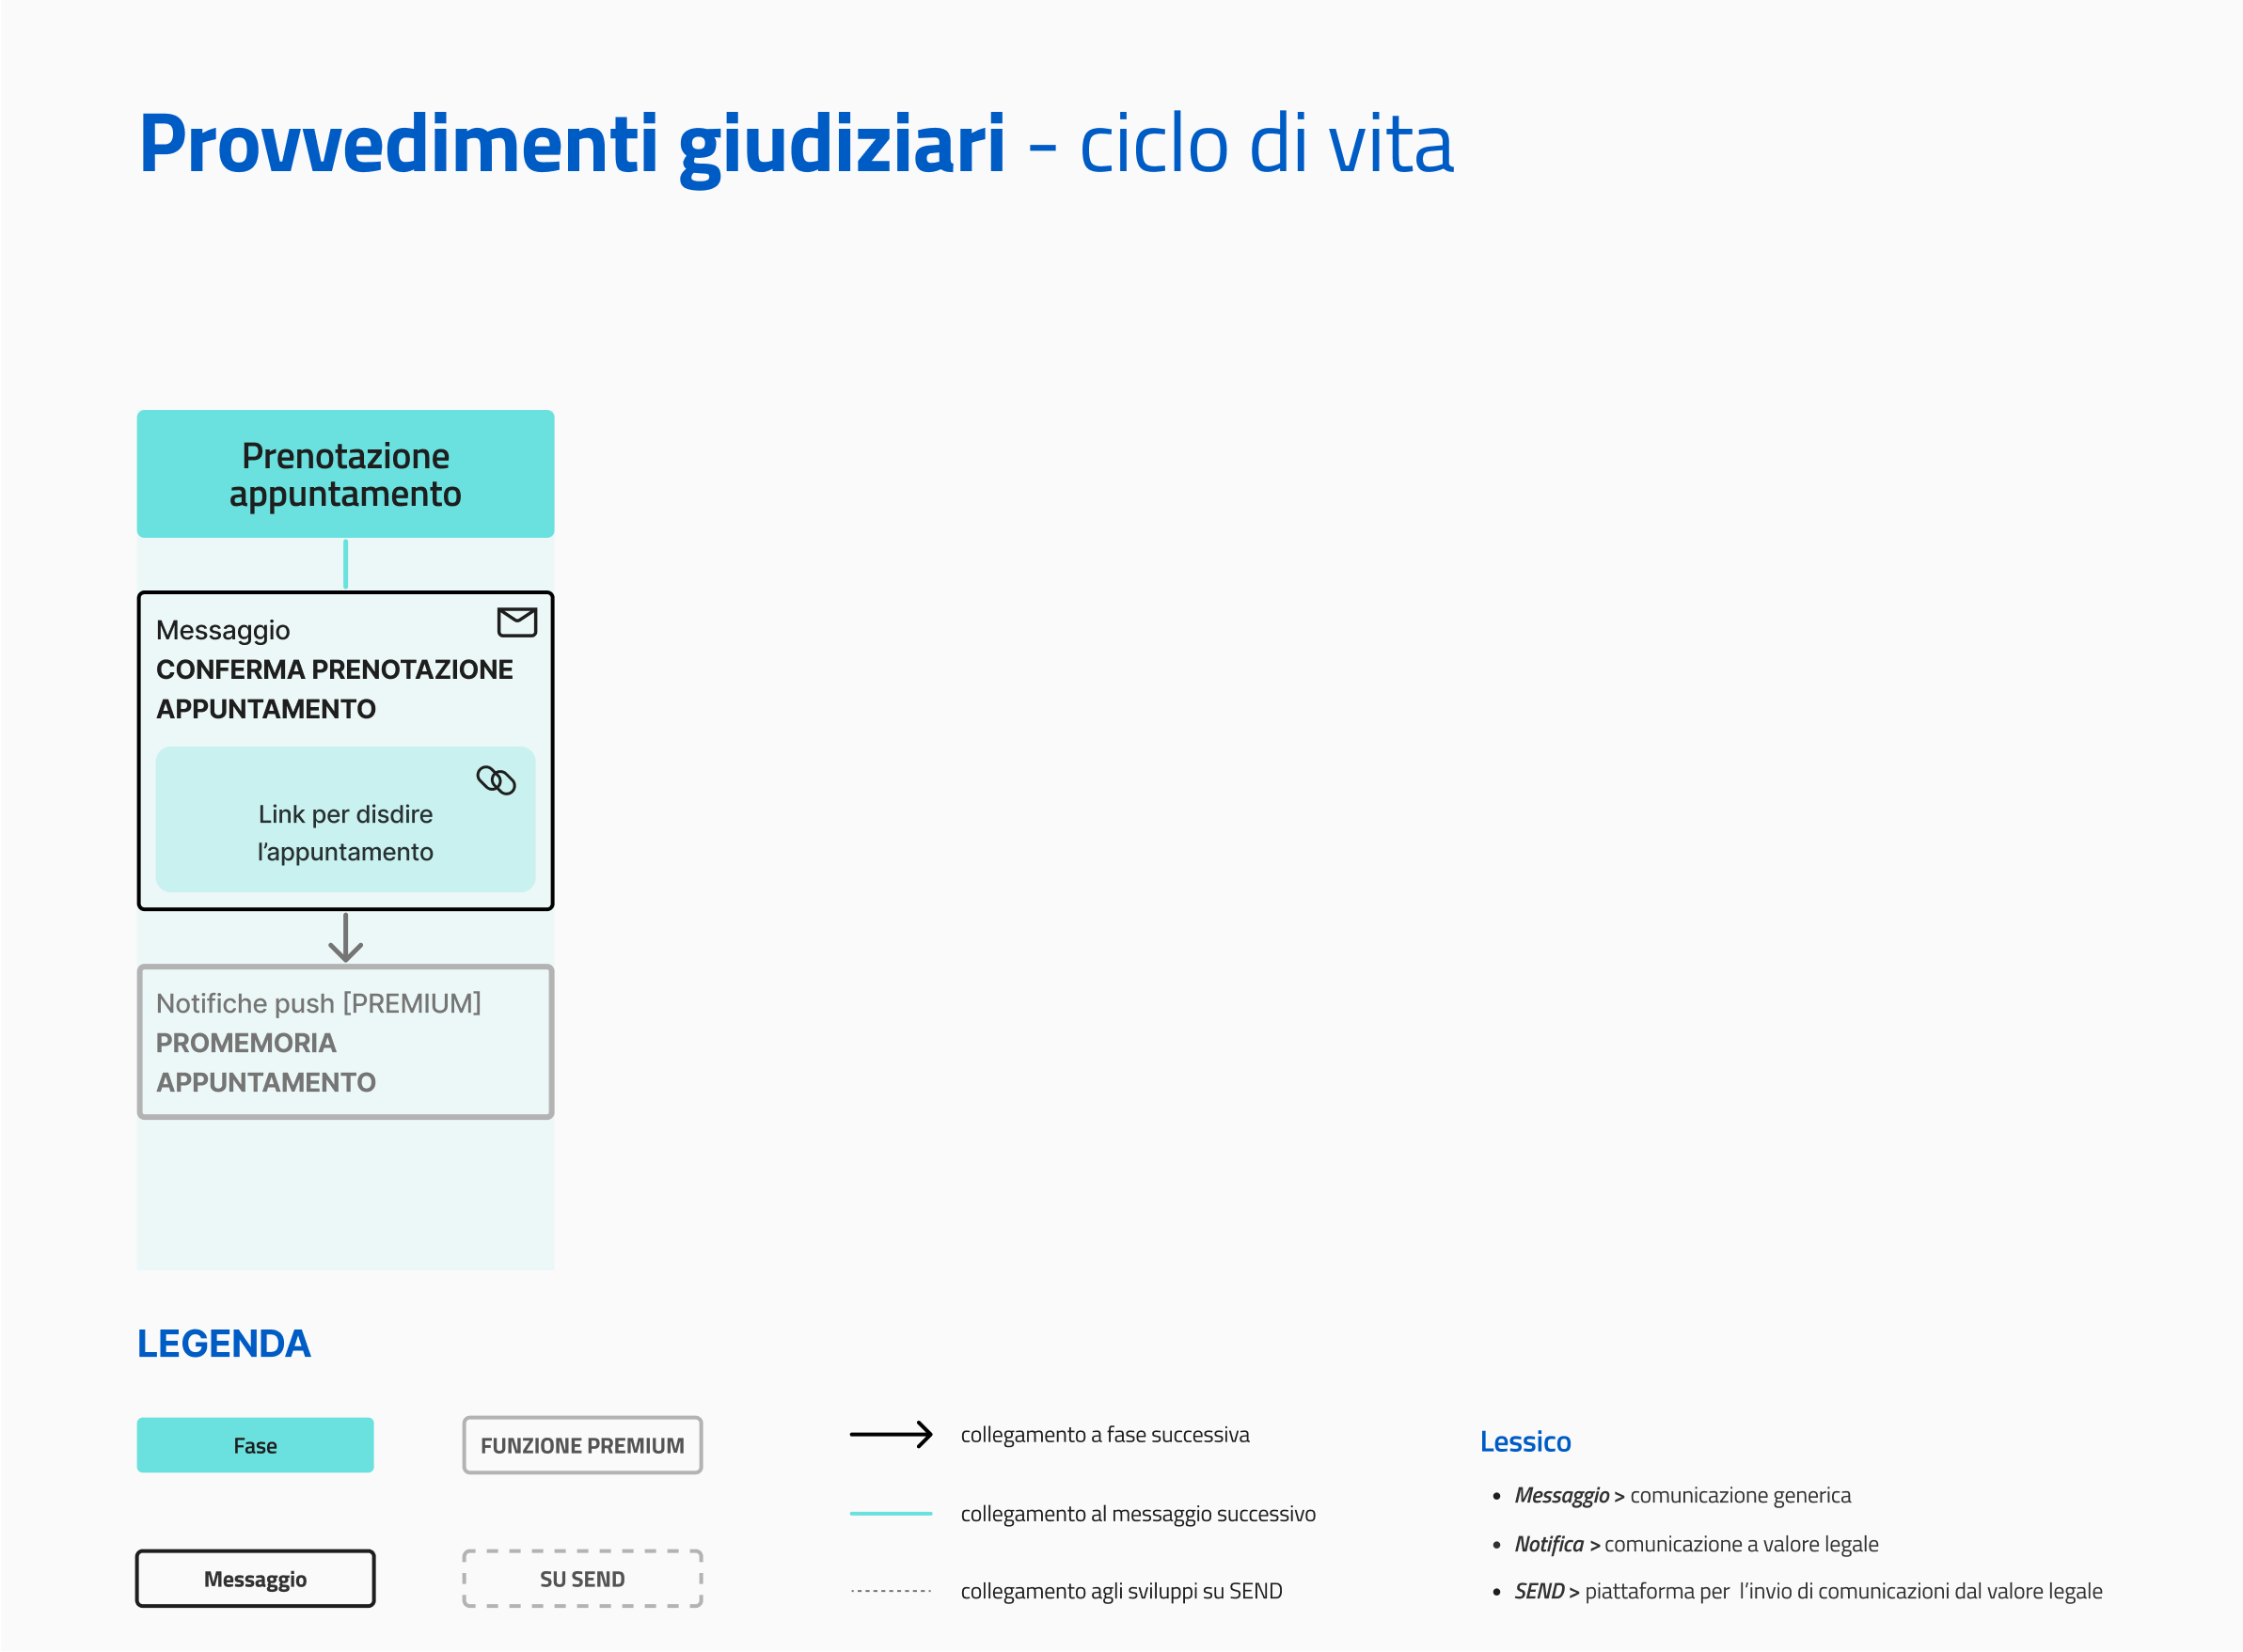 Provvedimenti giudiziari - ciclo di vita
Prenotazione
appuntamento
Messaggio
CONFERMA PRENOTAZIONE
APPUNTAMENTO
Link per disdire
l’appuntamento
Notifiche push [PREMIUM]
PROMEMORIA
APPUNTAMENTO
LEGENDA
Fase
FUNZIONE PREMIUM
Messaggio
SU SEND
collegamento a fase successiva
collegamento al messaggio successivo
collegamento agli sviluppi su SEND
Lessico
• Messaggio > comunicazione generica
• Notifica > comunicazione a valore legale
• SEND > piattaforma per l’invio di comunicazioni dal valore legale